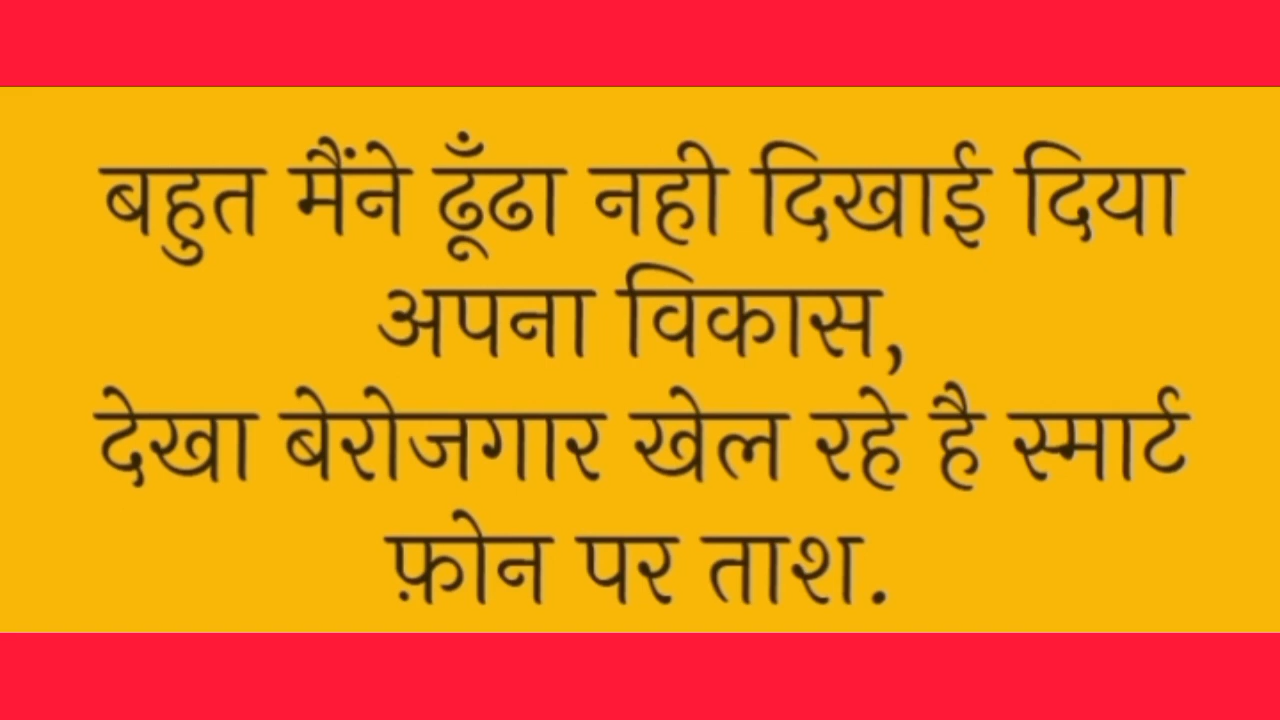 बहुत मैंने ढूँढा नही दिखाई दिया
अपना विकास,
देखा बेरोजगार खेल रहे है स्मार्ट
फ़ोन पर ताश.